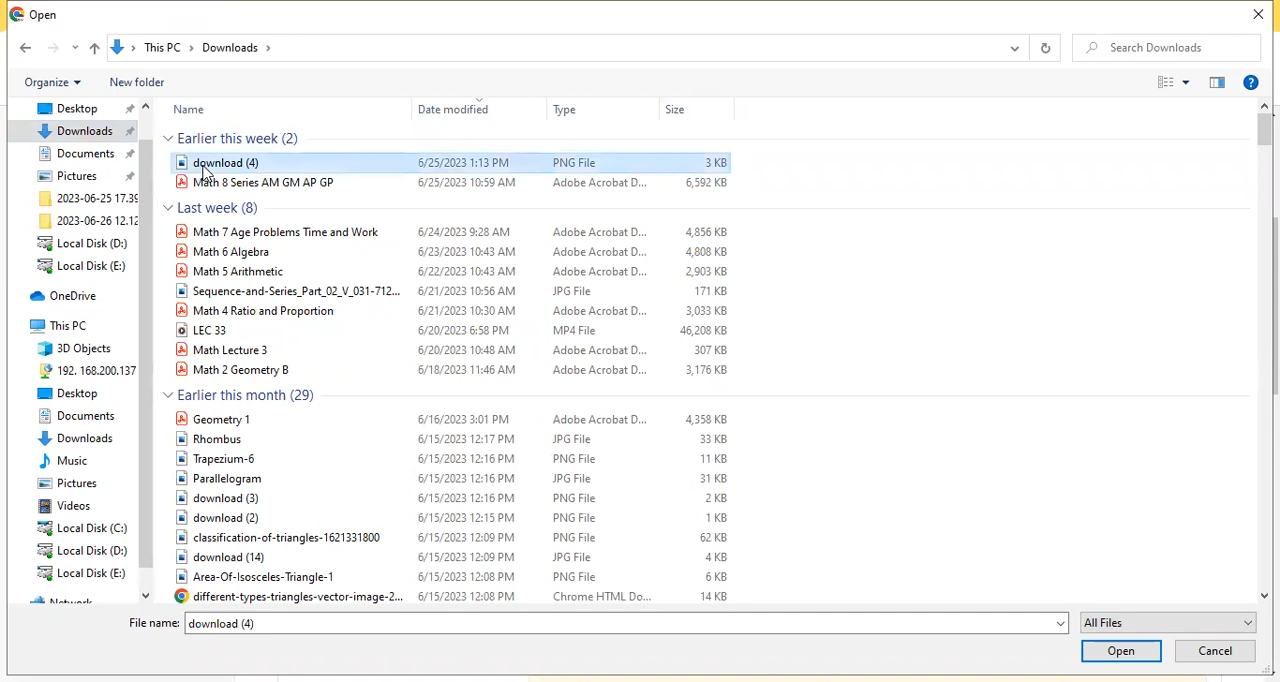 Open
This PC > Downloads >
Search Downloads
Organize
New folder
Name Date modified Type Size
Desktop
Downloads
Documents
Pictures
2023-06-25 17.39
2023-06-26 12.12
Local Disk (D:)
Local Disk (E:)
OneDrive
This PC
3D Objects
192. 168.200.137
Desktop
Documents
Downloads
Music
Pictures
Videos
Local Disk (C:)
Local Disk (D:)
Local Disk (E:)
Network
Earlier this week (2)
download (4) 6/25/2023 1:13 PM PNG File 3 KB
Math 8 Series AM GM AP GP 6/25/2023 10:59 AM Adobe Acrobat D... 6,592 KB
Last week (8)
Math 7 Age Problems Time and Work 6/24/2023 9:28 AM Adobe Acrobat D... 4,856 KB
Math 6 Algebra 6/23/2023 10:43 AM Adobe Acrobat D... 4,808 KB
Math 5 Arithmetic 6/22/2023 10:43 AM Adobe Acrobat D... 2,903 KB
Sequence-and-Series_Part_02_V_031-712... 6/21/2023 10:56 AM JPG File 171 KB
Math 4 Ratio and Proportion 6/21/2023 10:30 AM Adobe Acrobat D... 3,033 KB
LEC 33 6/20/2023 6:58 PM MP4 File 46,208 KB
Math Lecture 3 6/20/2023 10:48 AM Adobe Acrobat D... 307 KB
Math 2 Geometry B 6/18/2023 11:46 AM Adobe Acrobat D... 3,176 KB
Earlier this month (29)
Geometry 1 6/16/2023 3:01 PM Adobe Acrobat D... 4,358 KB
Rhombus 6/15/2023 12:17 PM JPG File 33 KB
Trapezium-6 6/15/2023 12:16 PM PNG File 11 KB
Parallelogram 6/15/2023 12:16 PM JPG File 31 KB
download (3) 6/15/2023 12:16 PM PNG File 2 KB
download (2) 6/15/2023 12:15 PM PNG File 1 KB
classification-of-triangles-1621331800 6/15/2023 12:09 PM PNG File 62 KB
download (14) 6/15/2023 12:09 PM JPG File 4 KB
Area-Of-Isosceles-Triangle-1 6/15/2023 12:08 PM PNG File 6 KB
different-types-triangles-vector-image-2... 6/15/2023 12:08 PM Chrome HTML Do... 14 KB
File name: download (4) All Files
Open Cancel